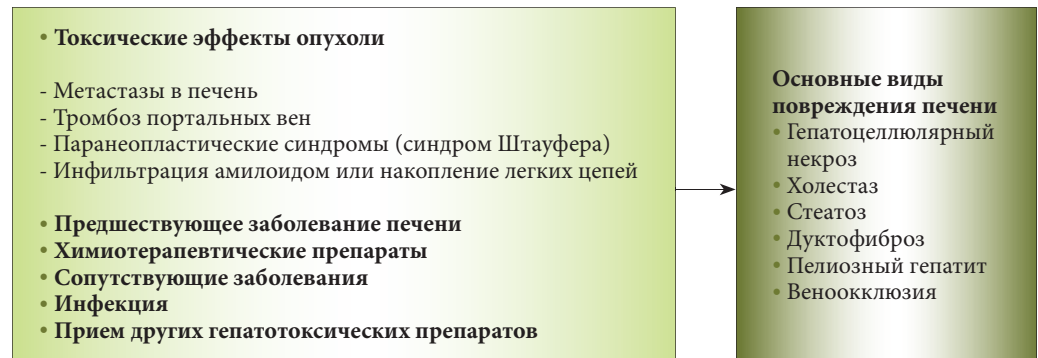 • Токсические эффекты опухоли
- Метастазы в печень
- Тромбоз портальных вен
- Паранеопластические синдромы (синдром Штауфера)
- Инфильтрация амилоидом или накопление легких цепей
• Предшествующее заболевание печени
• Химиотерапевтические препараты
• Сопутствующие заболевания
• Инфекция
• Прием других гепатотоксических препаратов
Основные виды
повреждения печени
• Гепатоцеллюлярный
некроз
• Холестаз
• Стеатоз
• Дуктофиброз
• Пелиозный гепатит
• Веноокклюзия